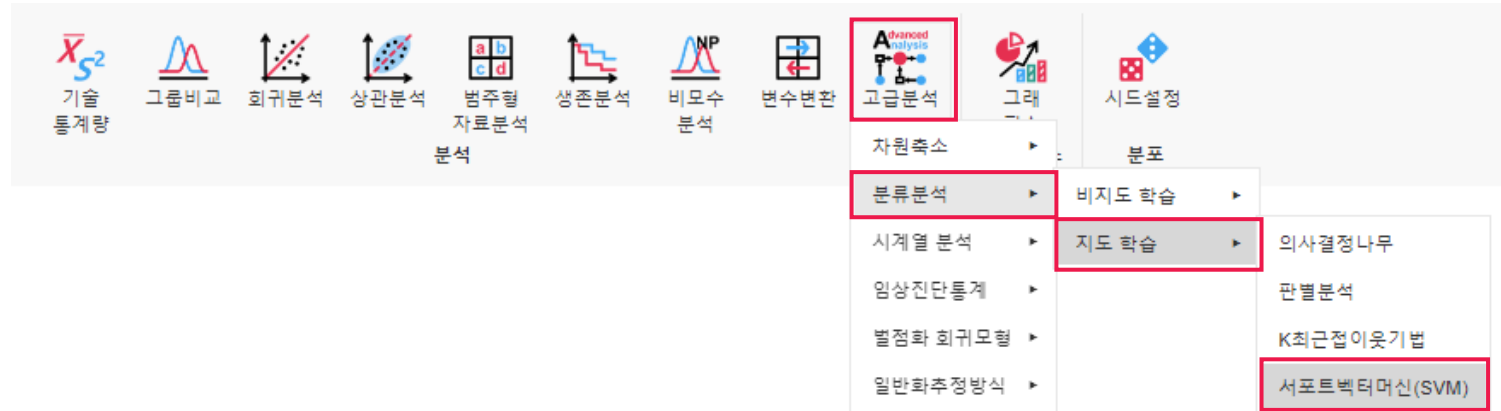 X̄ S²
기술
통계량
그룹비교
회귀분석
상관분석
a b
c d
범주형
자료분석
생존분석
NP
비모수
분석
변수변환
Advanced
Analysis
고급분석
그래
시드설정
분석
분포
차원축소
분류분석
시계열 분석
임상진단통계
벌점화 회귀모형
일반화추정방식
비지도 학습
지도 학습
의사결정나무
판별분석
K최근접이웃기법
서포트벡터머신(SVM)